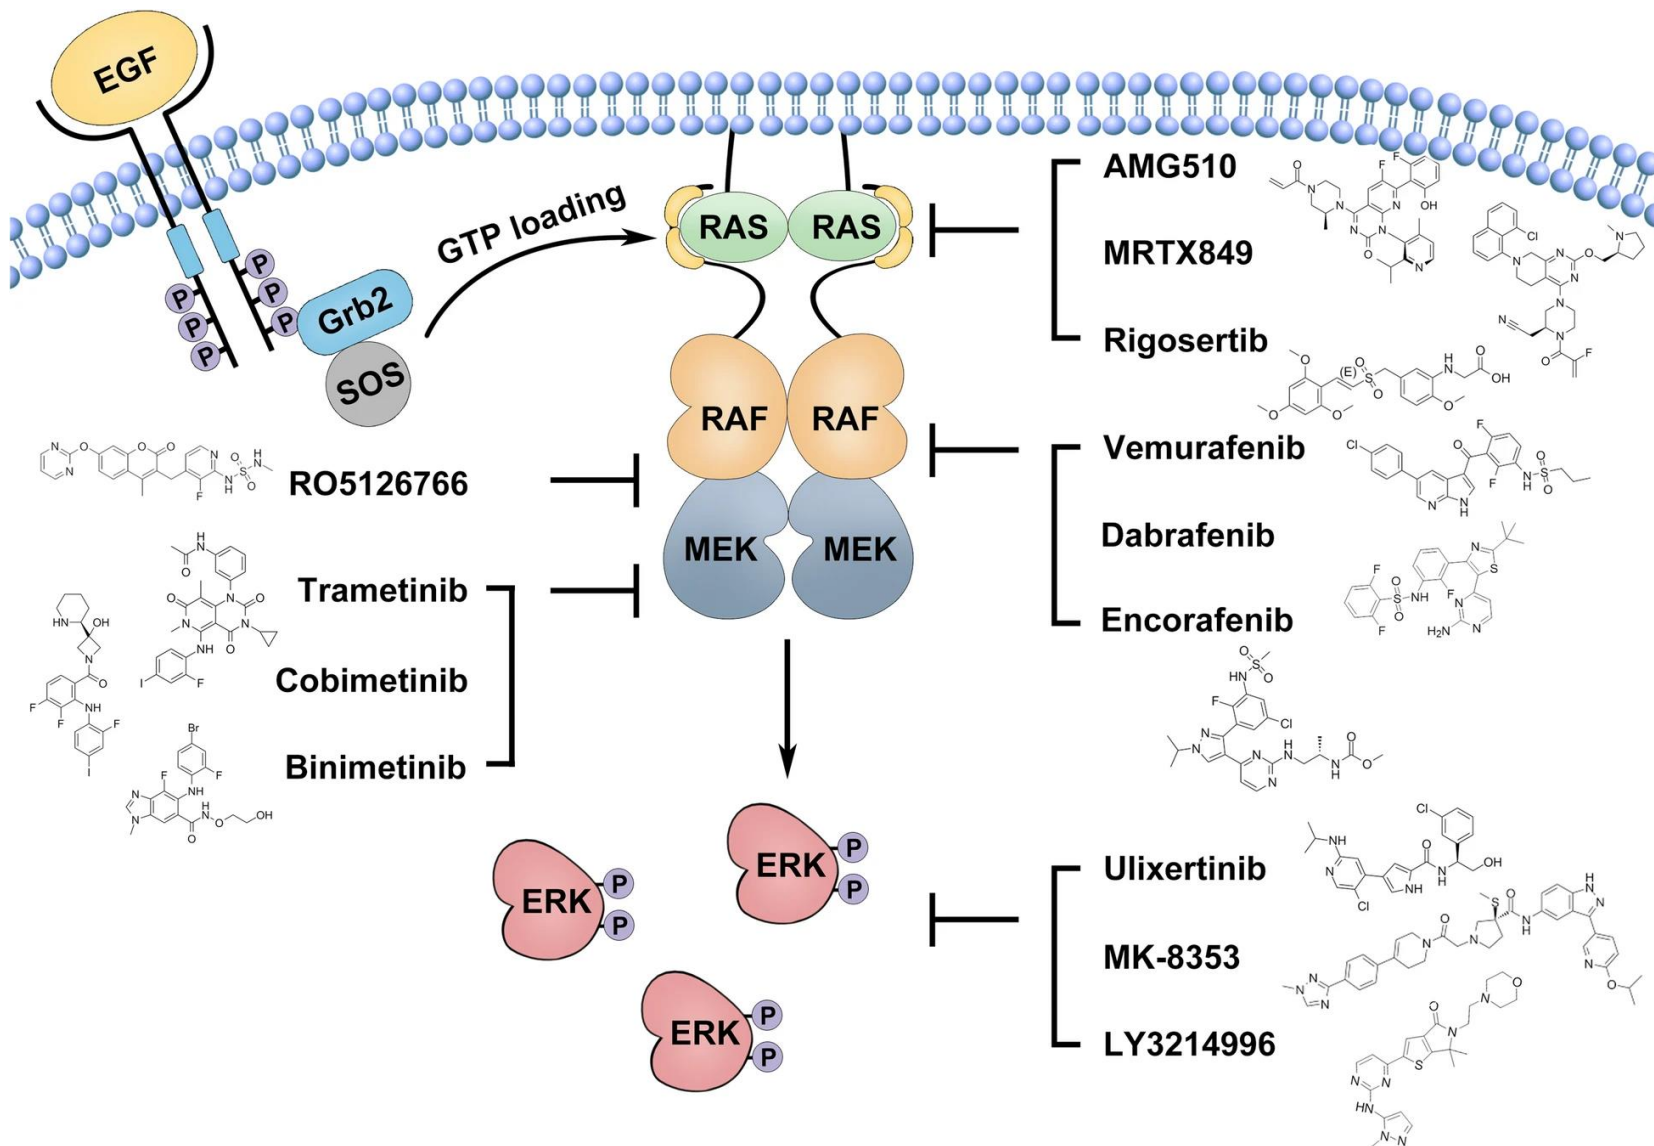 EGF
P
P
P
P
P
P
Grb2
SOS
GTP loading
RAS
RAS
RAF
RAF
MEK
MEK
ERK
P
P
ERK
P
P
ERK
P
P
RO5126766
Trametinib
Cobimetinib
Binimetinib
AMG510
MRTX849
Rigosertib
Vemurafenib
Dabrafenib
Encorafenib
Ulixertinib
MK-8353
LY3214996